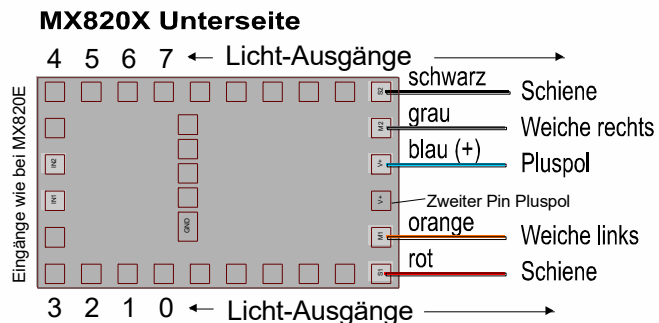 MX820X Unterseite
4 5 6 7 ← Licht-Ausgänge →
Eingänge wie bei MX820E
S2 schwarz Schiene
M2 grau Weiche rechts
IN2 V+ blau (+) Pluspol
IN1 V+ Zweiter Pin Pluspol
GND
M1 orange Weiche links
S1 rot Schiene
3 2 1 0 ← Licht-Ausgänge →